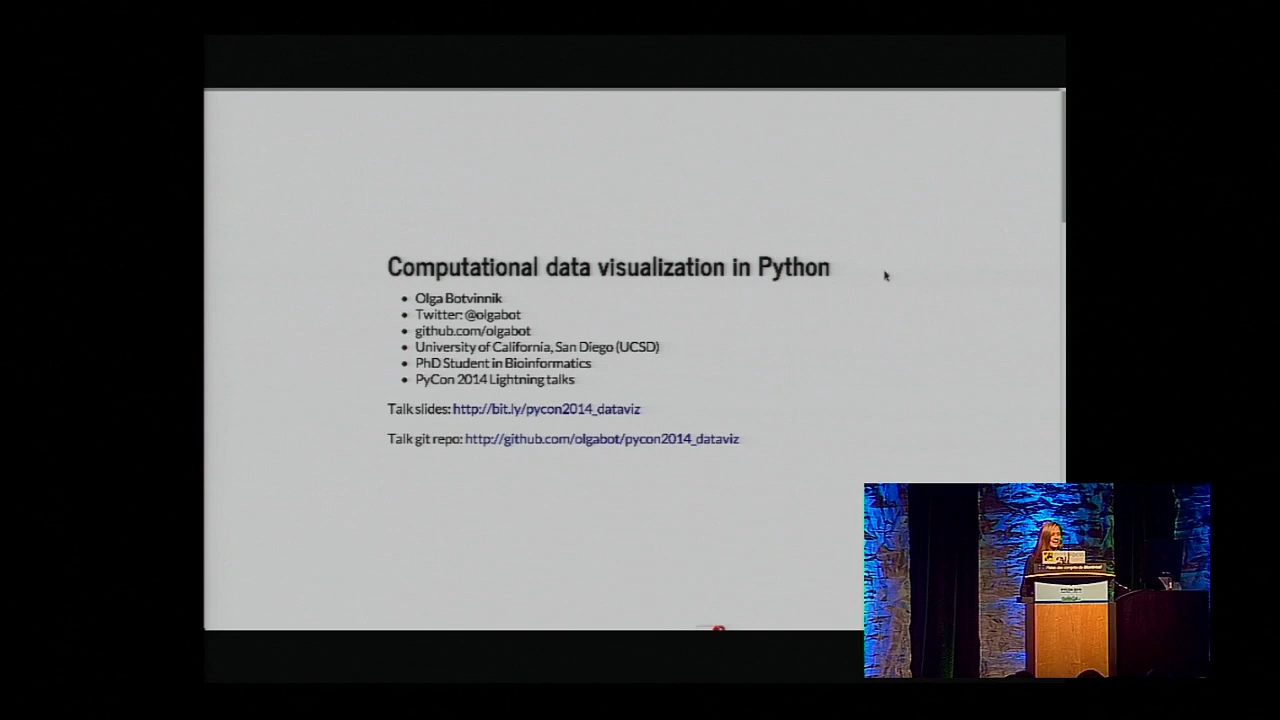 Computational data visualization in Python
Olga Botvinnik
Twitter: @olgabot
github.com/olgabot
University of California, San Diego (UCSD)
PhD Student in Bioinformatics
PyCon 2014 Lightning talks
Talk slides: http://bit.ly/pycon2014_dataviz
Talk git repo: http://github.com/olgabot/pycon2014_dataviz